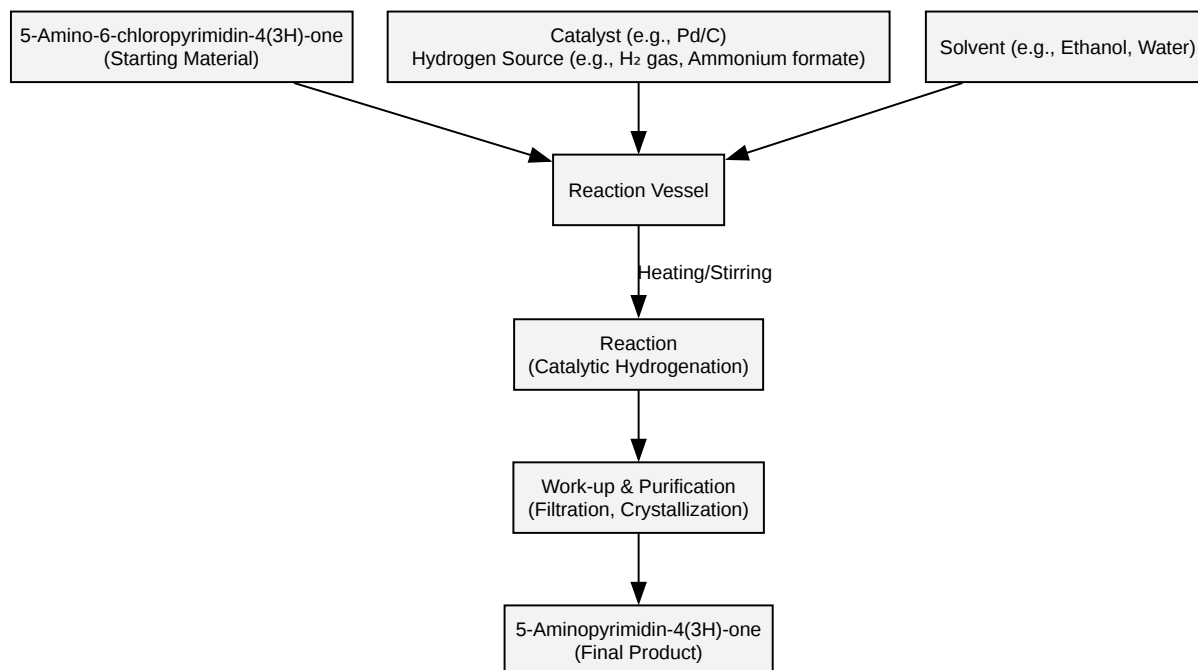 5-Amino-6-chloropyrimidin-4(3H)-one
(Starting Material)
Catalyst (e.g., Pd/C)
Hydrogen Source (e.g., H₂ gas, Ammonium formate)
Solvent (e.g., Ethanol, Water)
Reaction Vessel
Heating/Stirring
Reaction
(Catalytic Hydrogenation)
Work-up & Purification
(Filtration, Crystallization)
5-Aminopyrimidin-4(3H)-one
(Final Product)